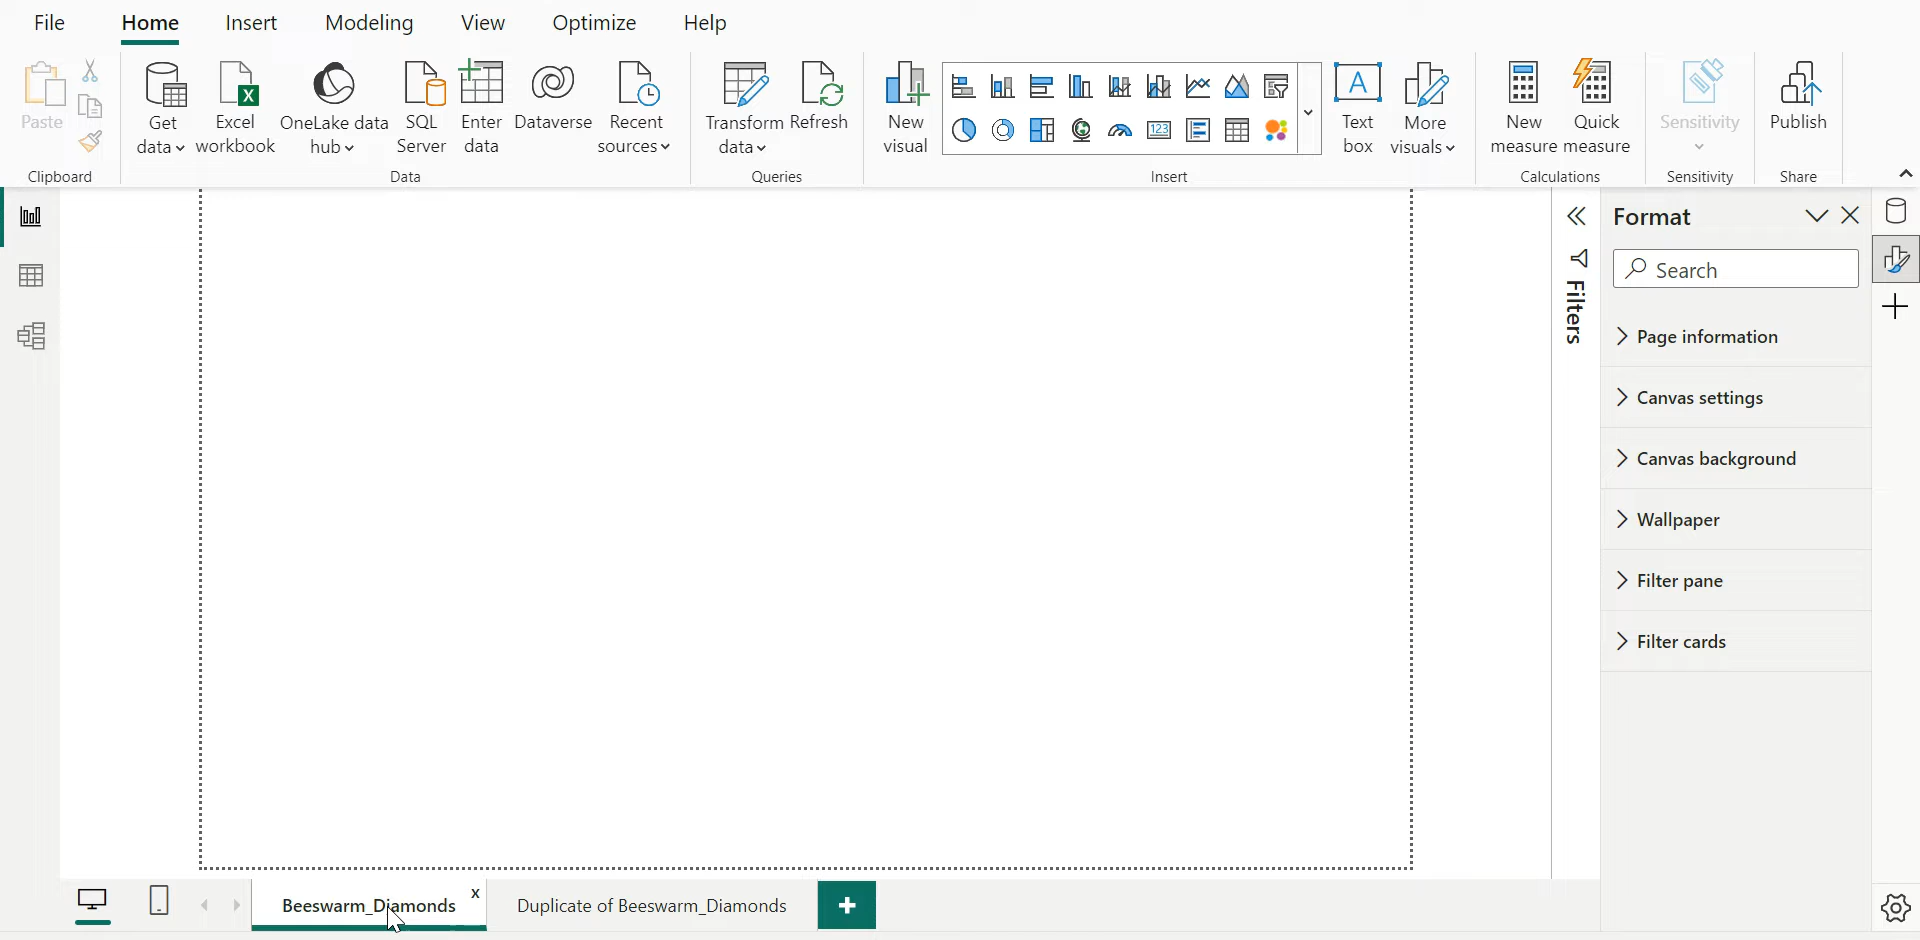 File Home Insert Modeling View Optimize Help
Paste
Get
data
Excel
workbook
OneLake data
hub
SQL
Server
Enter
data
Dataverse
Recent
sources
Transform
data
Refresh
New
visual
123
A
Text
box
More
visuals
New
measure
Quick
measure
Sensitivity
Publish
Clipboard
Data
Queries
Insert
Calculations
Sensitivity
Share
Filters
Format
Search
Page information
Canvas settings
Canvas background
Wallpaper
Filter pane
Filter cards
Beeswarm_Diamonds x
Duplicate of Beeswarm_Diamonds